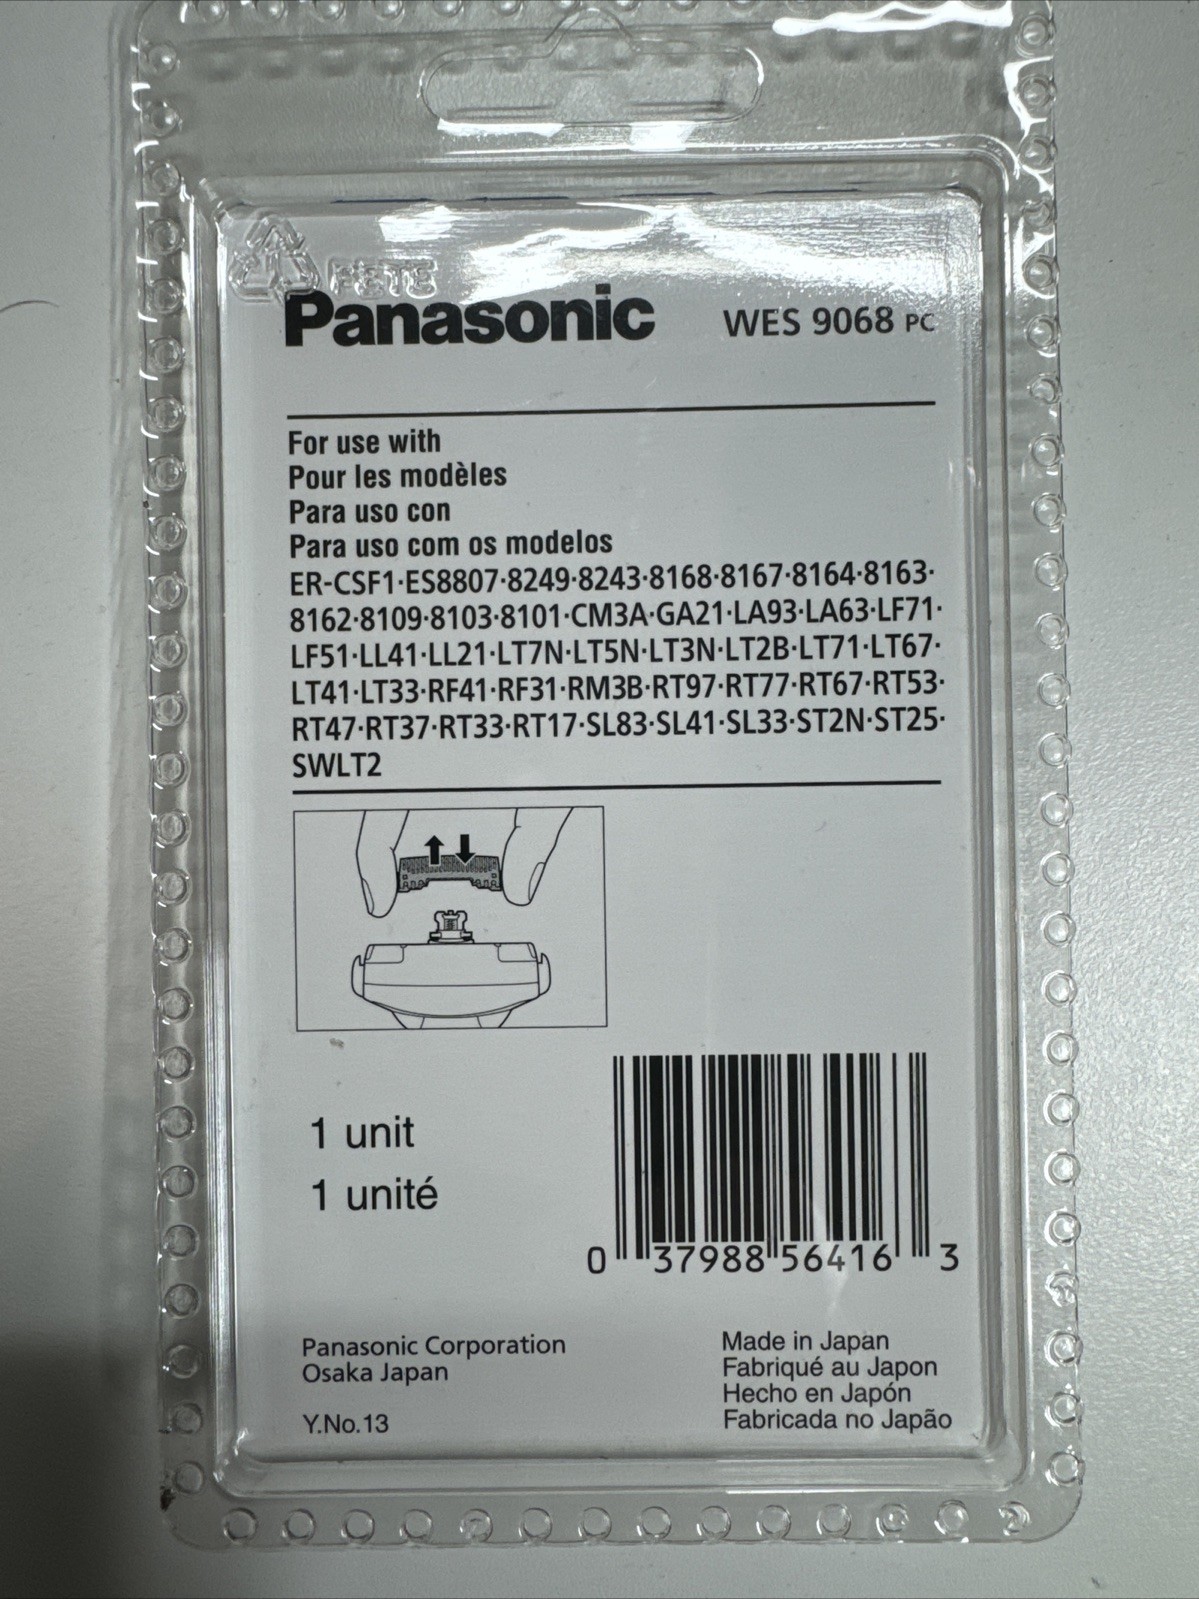 PETE
Panasonic WES 9068 PC
For use with
Pour les modèles
Para uso con
Para uso com os modelos
ER-CSF1·ES8807·8249·8243·8168·8167·8164·8163·
8162·8109·8103·8101·CM3A·GA21·LA93·LA63·LF71·
LF51·LL41·LL21·LT7N·LT5N·LT3N·LT2B·LT71·LT67·
LT41·LT33·RF41·RF31·RM3B·RT97·RT77·RT67·RT53·
RT47·RT37·RT33·RT17·SL83·SL41·SL33·ST2N·ST25·
SWLT2
1 unit
1 unité
0 37988 56416 3
Panasonic Corporation
Osaka Japan
Y.No.13
Made in Japan
Fabriqué au Japon
Hecho en Japón
Fabricada no Japão